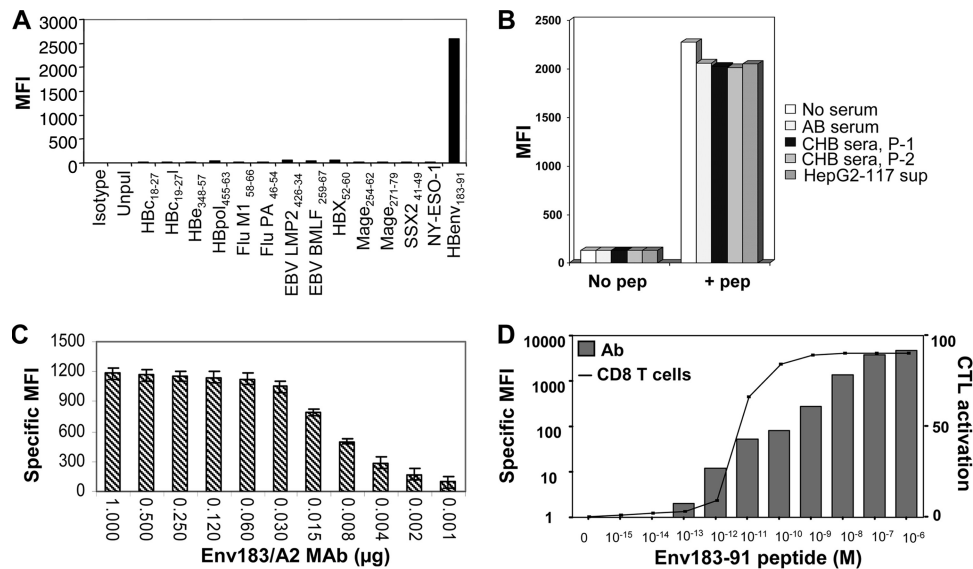 A
MFI
3000
2500
2000
1500
1000
500
0
Isotype
Unpul
HBc18-27
HBc19-27I
HBe348-57
HBpol455-63
Flu M1 58-66
Flu PA 46-54
EBV LMP2 426-34
EBV BMLF 259-67
HBX52-60
Mage254-62
Mage271-79
SSX2 41-49
NY-ESO-1
HBenv183-91
B
MFI
2500
2000
1500
1000
500
0
No pep
+ pep
No serum
AB serum
CHB sera, P-1
CHB sera, P-2
HepG2-117 sup
C
Specific MFI
1500
1200
900
600
300
0
1.000
0.500
0.250
0.120
0.060
0.030
0.015
0.008
0.004
0.002
0.001
Env183/A2 MAb (µg)
D
Specific MFI
10000
1000
100
10
1
Ab
CD8 T cells
100
50
0
CTL activation
0
10-15
10-14
10-13
10-12
10-11
10-10
10-9
10-8
10-7
10-6
Env183-91 peptide (M)